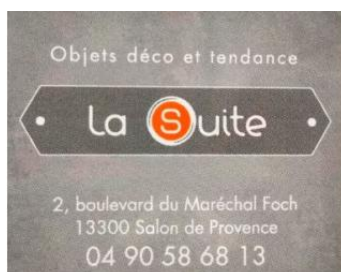 Objets déco et tendance
La Suite
2, boulevard du Maréchal Foch
13300 Salon de Provence
04 90 58 68 13